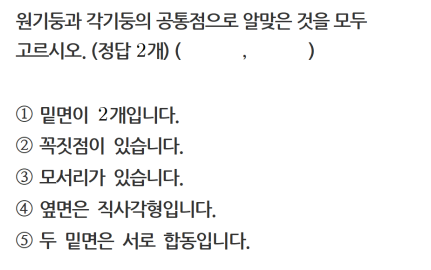 원기둥과 각기둥의 공통점으로 알맞은 것을 모두
고르시오. (정답 2개) (          ,          )
① 밑면이 2개입니다.
② 꼭짓점이 있습니다.
③ 모서리가 있습니다.
④ 옆면은 직사각형입니다.
⑤ 두 밑면은 서로 합동입니다.